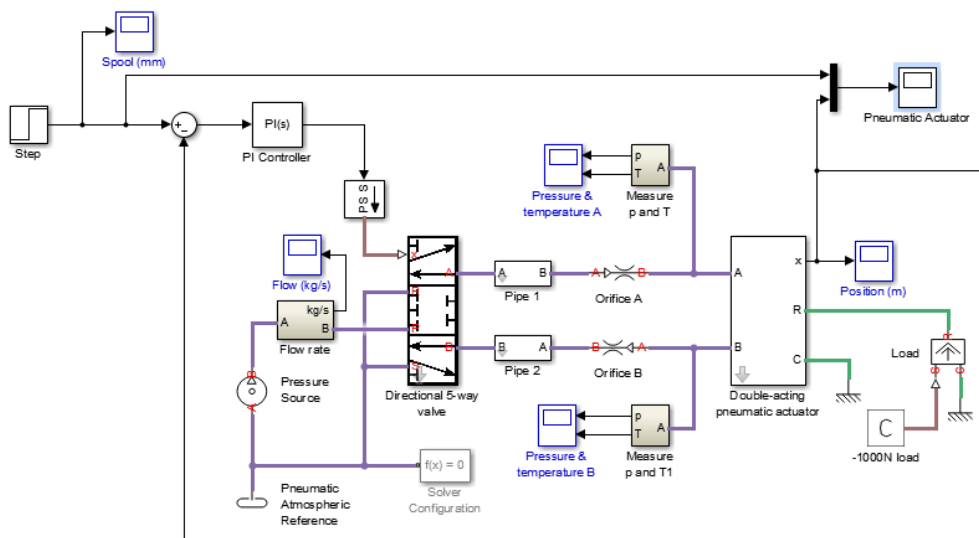 Spool (mm)
Step
+
−
PI(s)
PI Controller
PS S
Pneumatic Actuator
p
T
A
Pressure &
temperature A
Measure
p and T
Flow (kg/s)
kg/s
A
B
Flow rate
X
A
R
P
B
S
Directional 5-way
valve
A
B
Pipe 1
A
B
Orifice A
B
A
Pipe 2
B
A
Orifice B
A
B
x
R
C
Double-acting
pneumatic actuator
Position (m)
Load
R
S
C
C
-1000N load
B
A
Pressure
Source
p
T
A
Pressure &
temperature B
Measure
p and T1
f(x) = 0
Solver
Configuration
Pneumatic
Atmospheric
Reference